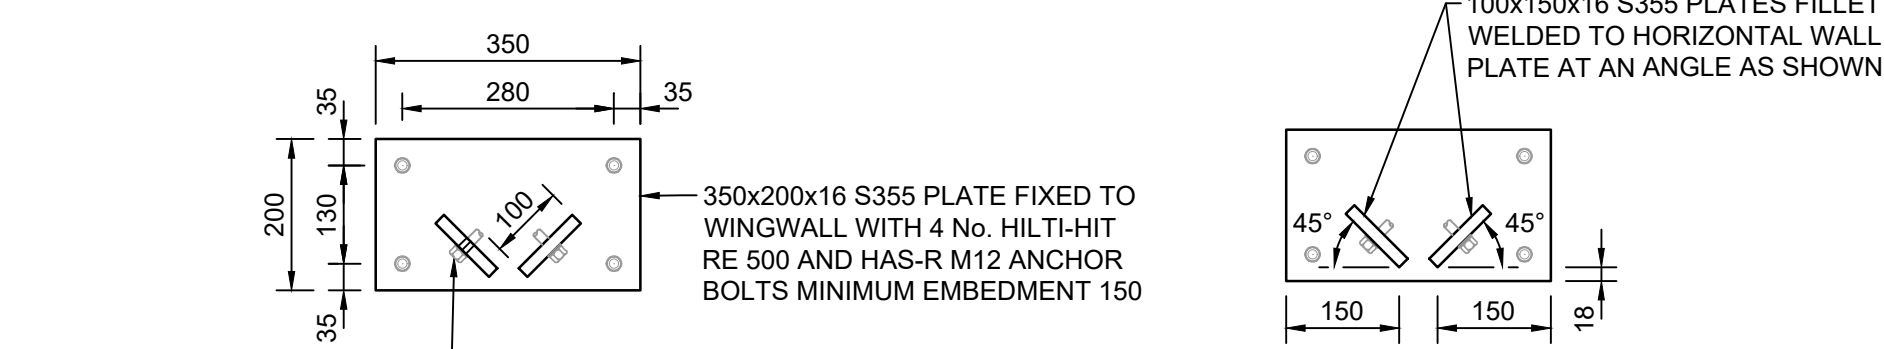 350
280
35
35
200
130
35
100
350x200x16 S355 PLATE FIXED TO
WINGWALL WITH 4 No. HILTI-HIT
RE 500 AND HAS-R M12 ANCHOR
BOLTS MINIMUM EMBEDMENT 150
100x150x16 S355 PLATES FILLET
WELDED TO HORIZONTAL WALL
PLATE AT AN ANGLE AS SHOWN
45°
45°
150
150
18